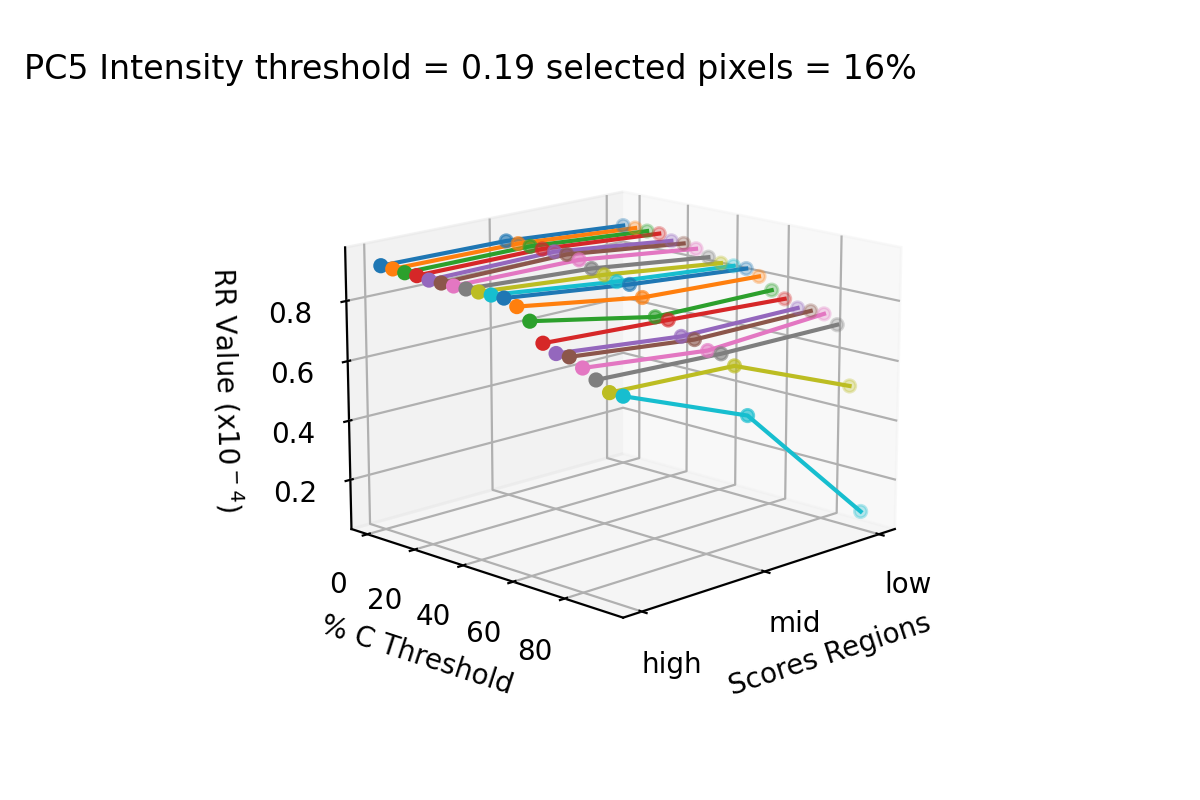 PC5 Intensity threshold = 0.19 selected pixels = 16%
RR Value (x10⁻⁴)
0.8
0.6
0.4
0.2
0
20
40
60
80
% C Threshold
high
mid
low
Scores Regions